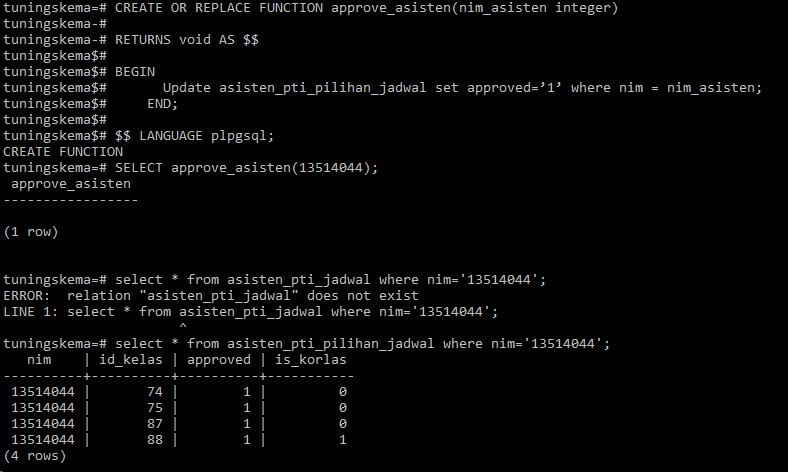 tuningskema=# CREATE OR REPLACE FUNCTION approve_asisten(nim_asisten integer)
tuningskema-#
tuningskema-# RETURNS void AS $$
tuningskema$#
tuningskema$# BEGIN
tuningskema$#       Update asisten_pti_pilihan_jadwal set approved=’1’ where nim = nim_asisten;
tuningskema$#     END;
tuningskema$#
tuningskema$# $$ LANGUAGE plpgsql;
CREATE FUNCTION
tuningskema=# SELECT approve_asisten(13514044);
 approve_asisten
-----------------

(1 row)


tuningskema=# select * from asisten_pti_jadwal where nim='13514044';
ERROR:  relation "asisten_pti_jadwal" does not exist
LINE 1: select * from asisten_pti_jadwal where nim='13514044';
                      ^
tuningskema=# select * from asisten_pti_pilihan_jadwal where nim='13514044';
   nim    | id_kelas | approved | is_korlas
----------+----------+----------+-----------
 13514044 |       74 |        1 |         0
 13514044 |       75 |        1 |         0
 13514044 |       87 |        1 |         0
 13514044 |       88 |        1 |         1
(4 rows)